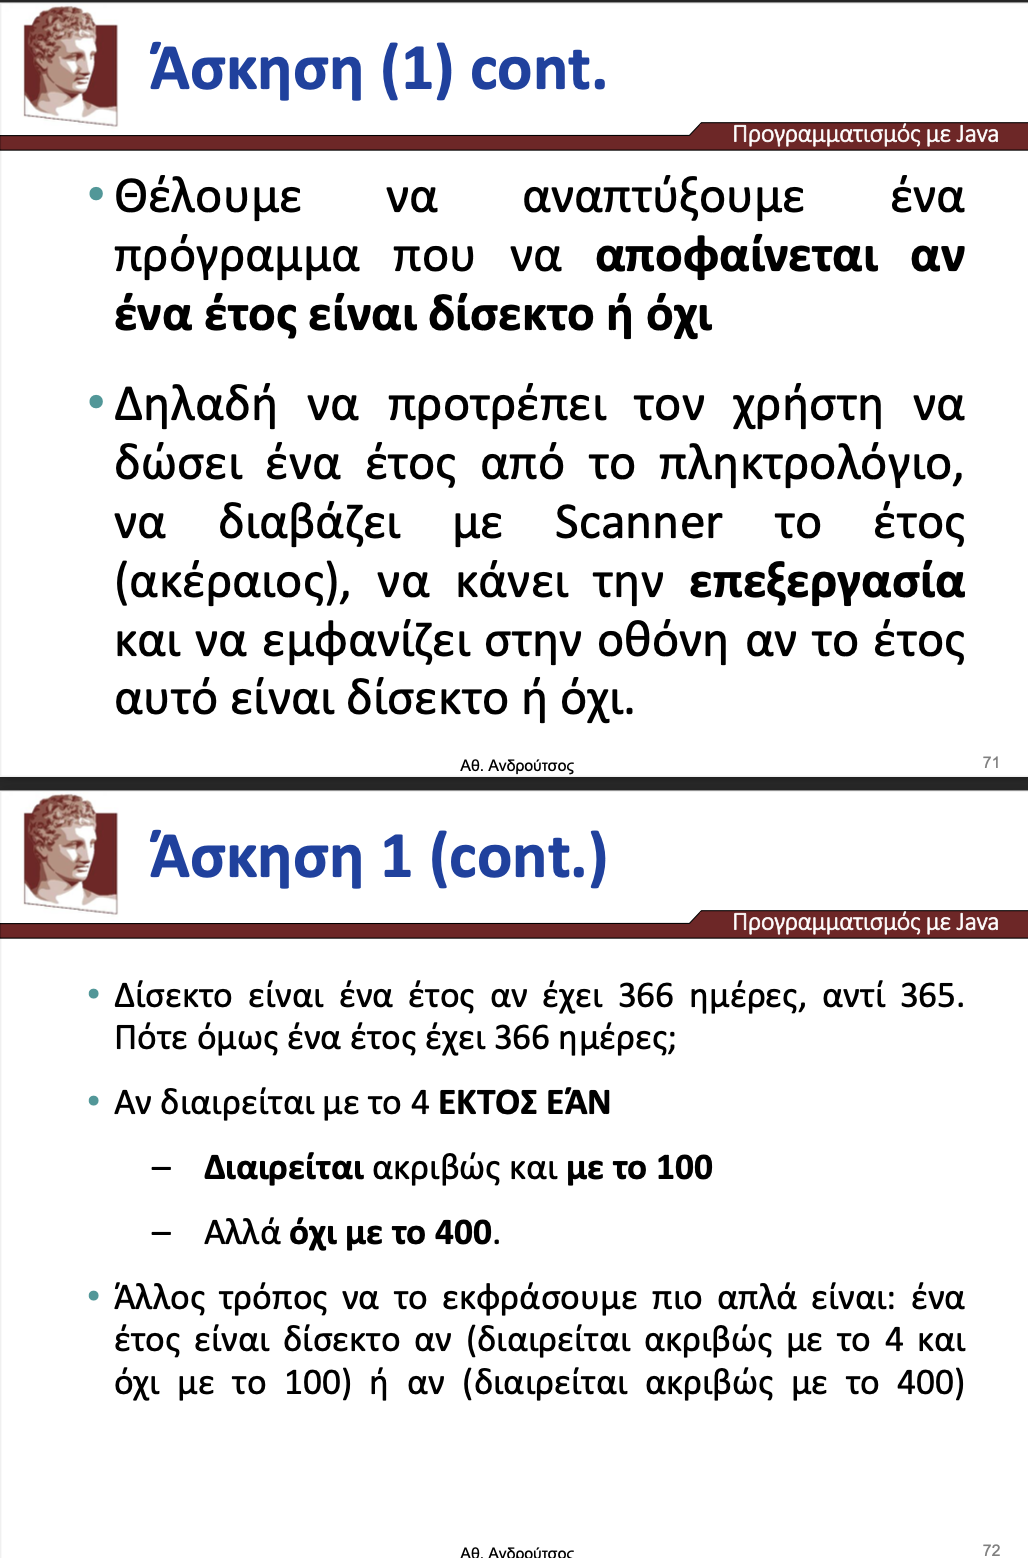 Άσκηση (1) cont.
Προγραμματισμός με Java
• Θέλουμε να αναπτύξουμε ένα
πρόγραμμα που να αποφαίνεται αν
ένα έτος είναι δίσεκτο ή όχι
• Δηλαδή να προτρέπει τον χρήστη να
δώσει ένα έτος από το πληκτρολόγιο,
να διαβάζει με Scanner το έτος
(ακέραιος), να κάνει την επεξεργασία
και να εμφανίζει στην οθόνη αν το έτος
αυτό είναι δίσεκτο ή όχι.
Αθ. Ανδρούτσος
71
Άσκηση 1 (cont.)
Προγραμματισμός με Java
• Δίσεκτο είναι ένα έτος αν έχει 366 ημέρες, αντί 365.
Πότε όμως ένα έτος έχει 366 ημέρες;
• Αν διαιρείται με το 4 ΕΚΤΟΣ ΕΆΝ
– Διαιρείται ακριβώς και με το 100
– Αλλά όχι με το 400.
• Άλλος τρόπος να το εκφράσουμε πιο απλά είναι: ένα
έτος είναι δίσεκτο αν (διαιρείται ακριβώς με το 4 και
όχι με το 100) ή αν (διαιρείται ακριβώς με το 400)
Αθ. Ανδρούτσος
72